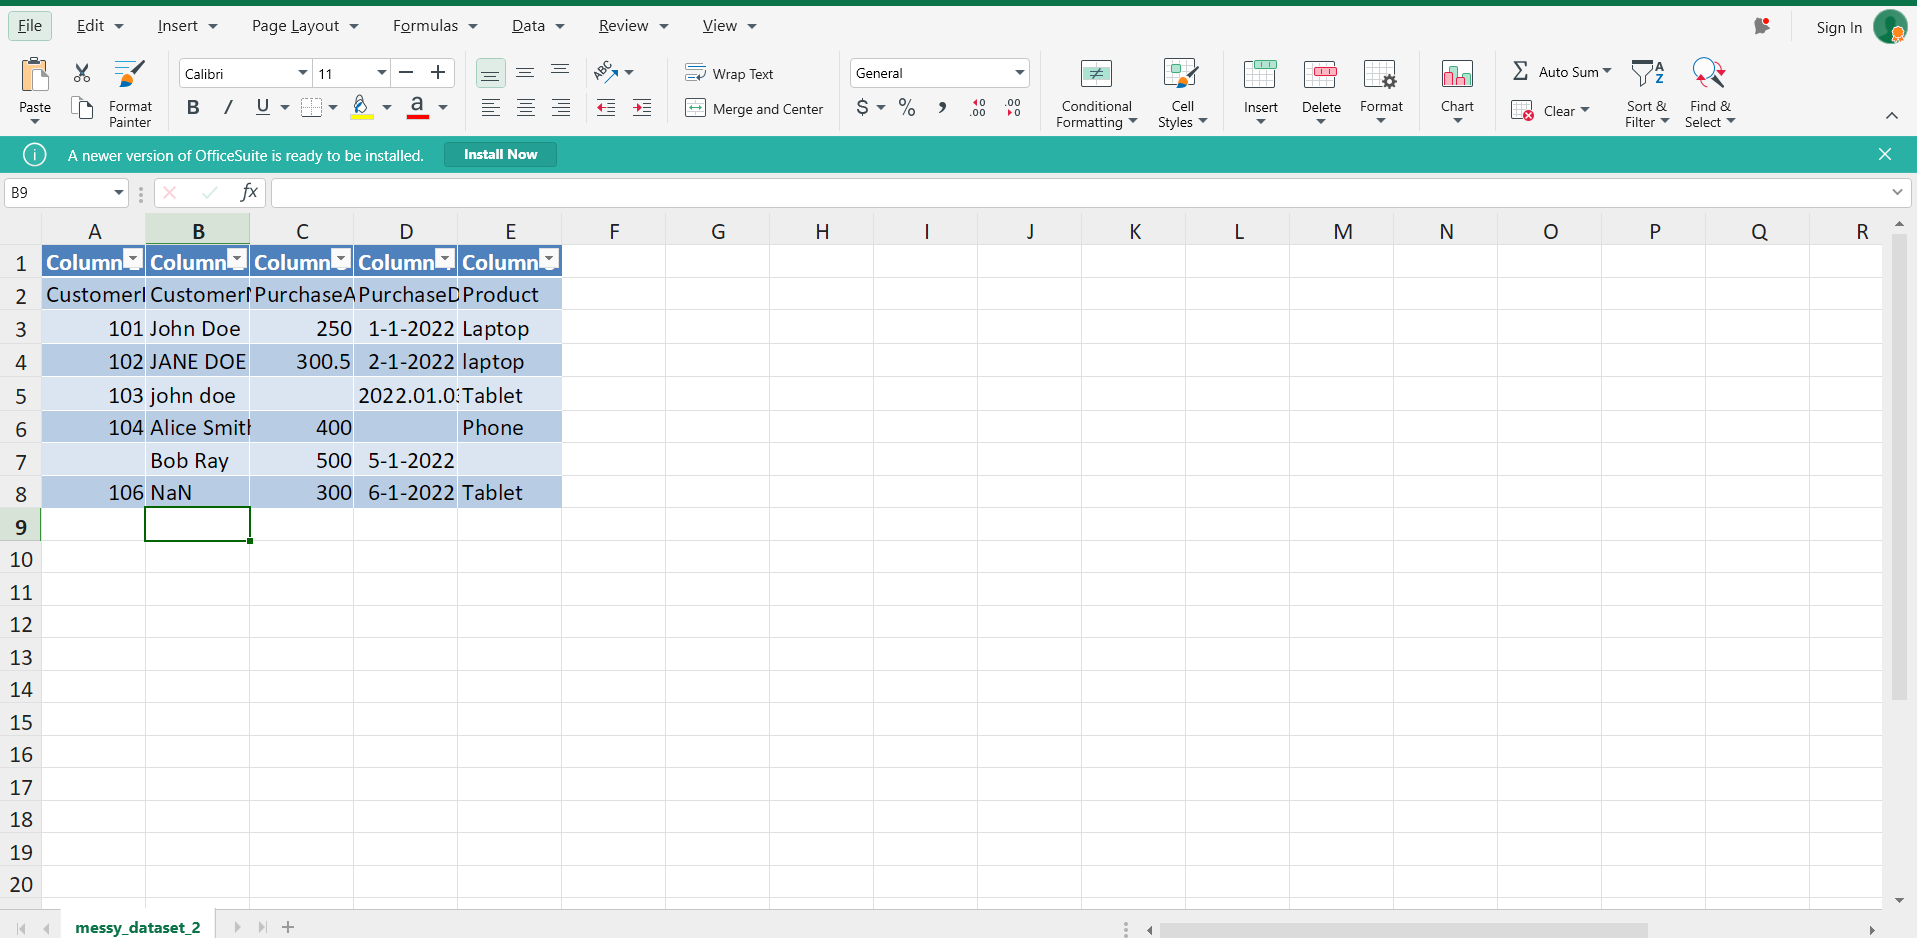 File Edit Insert Page Layout Formulas Data Review View Sign In
Calibri 11 Wrap Text General Auto Sum
Paste Format Painter B I U a ABC Merge and Center $ % , .00 .00 Conditional Formatting Cell Styles Insert Delete Format Chart Clear Sort & Filter Find & Select
A newer version of OfficeSuite is ready to be installed. Install Now
B9 fx
A B C D E F G H I J K L M N O P Q R
1 Column Column Column Column Column
2 Customer Customer PurchaseA PurchaseD Product
3 101 John Doe 250 1-1-2022 Laptop
4 102 JANE DOE 300.5 2-1-2022 laptop
5 103 john doe 2022.01.0 Tablet
6 104 Alice Smit 400 Phone
7 Bob Ray 500 5-1-2022
8 106 NaN 300 6-1-2022 Tablet
9
10
11
12
13
14
15
16
17
18
19
20
messy_dataset_2